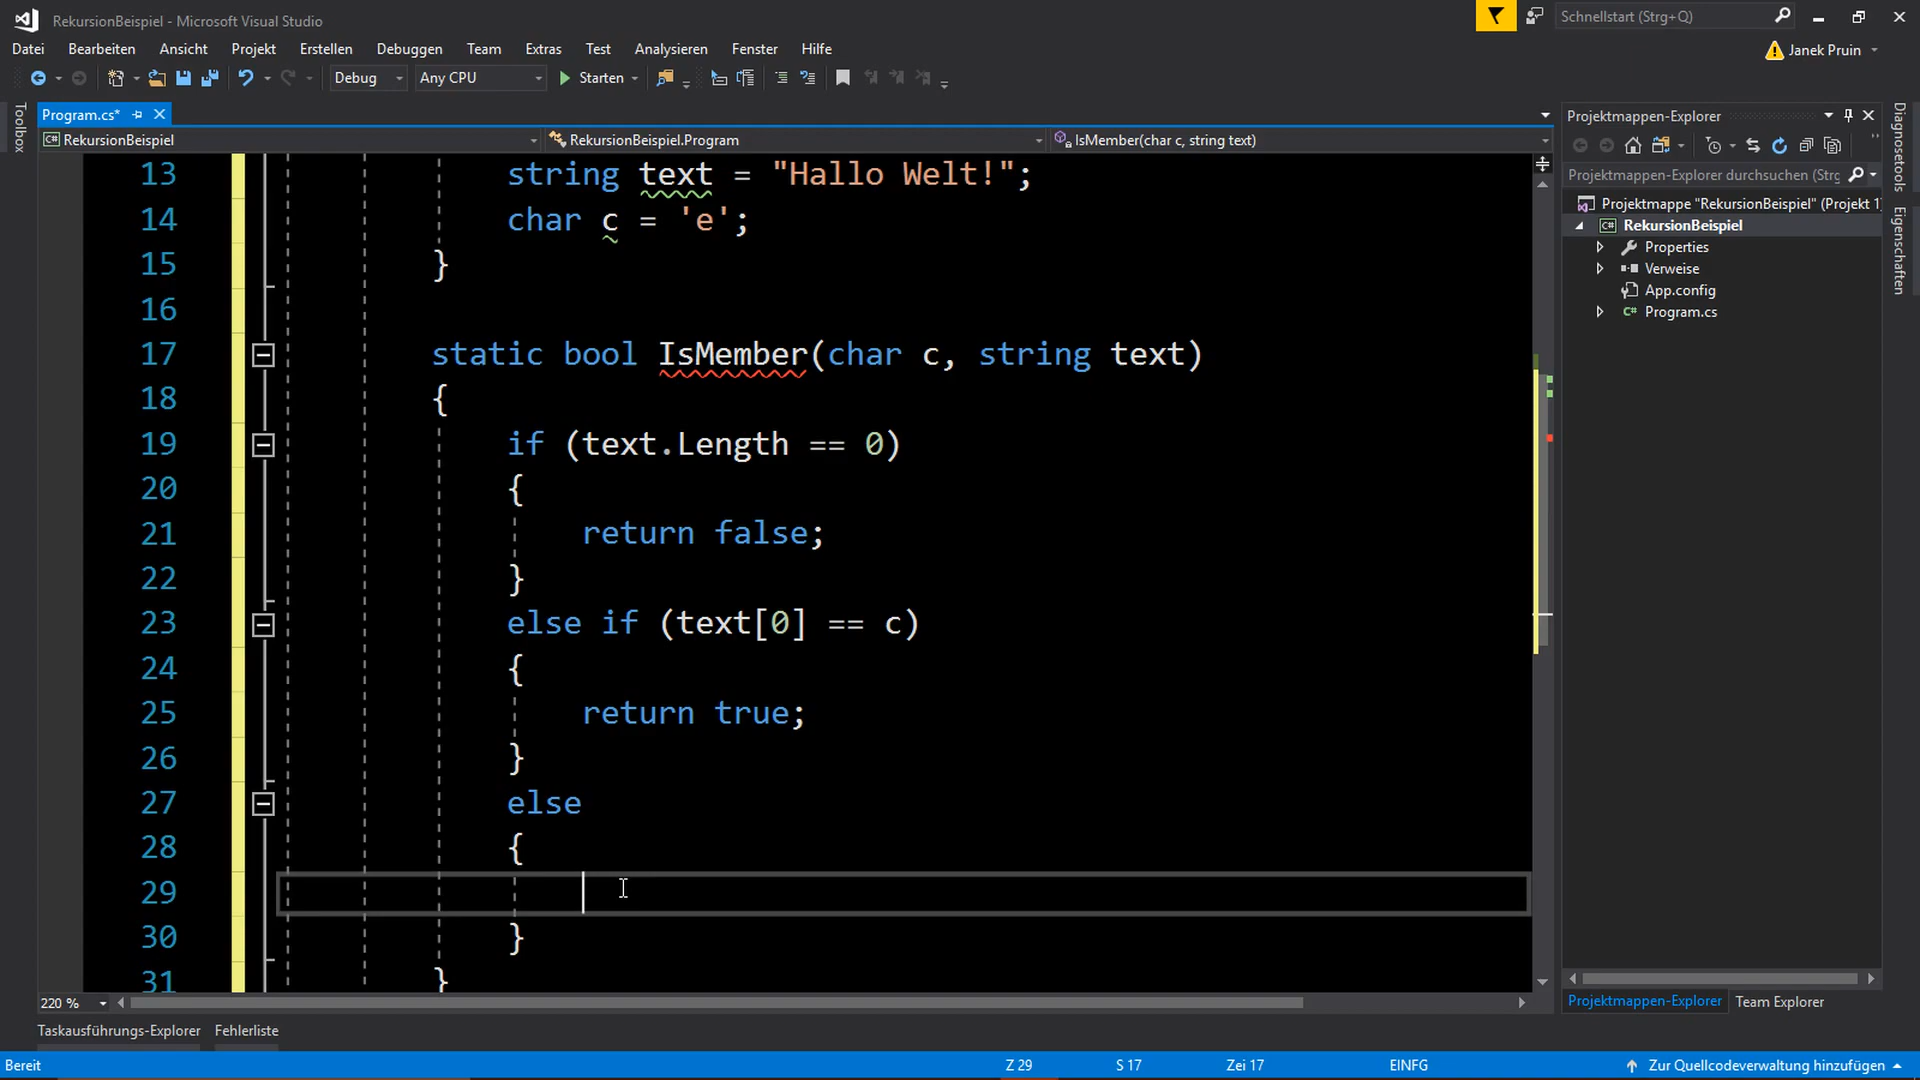 RekursionBeispiel - Microsoft Visual Studio
Schnellstart (Strg+Q)
Datei Bearbeiten Ansicht Projekt Erstellen Debuggen Team Extras Test Analysieren Fenster Hilfe
Janek Pruin
Debug Any CPU Starten
Toolbox
Program.cs*
RekursionBeispiel RekursionBeispiel.Program IsMember(char c, string text)
13 string text = "Hallo Welt!";
14 char c = 'e';
15 }
16
17 static bool IsMember(char c, string text)
18 {
19 if (text.Length == 0)
20 {
21 return false;
22 }
23 else if (text[0] == c)
24 {
25 return true;
26 }
27 else
28 {
29
30 }
31 }
220 %
Projektmappen-Explorer
Projektmappen-Explorer durchsuchen (Strg
Projektmappe "RekursionBeispiel" (Projekt 1)
RekursionBeispiel
Properties
Verweise
App.config
Program.cs
Projektmappen-Explorer Team Explorer
Diagnosetools
Eigenschaften
Taskausführungs-Explorer Fehlerliste
Bereit Z 29 S 17 Zei 17 EINFG Zur Quellcodeverwaltung hinzufügen